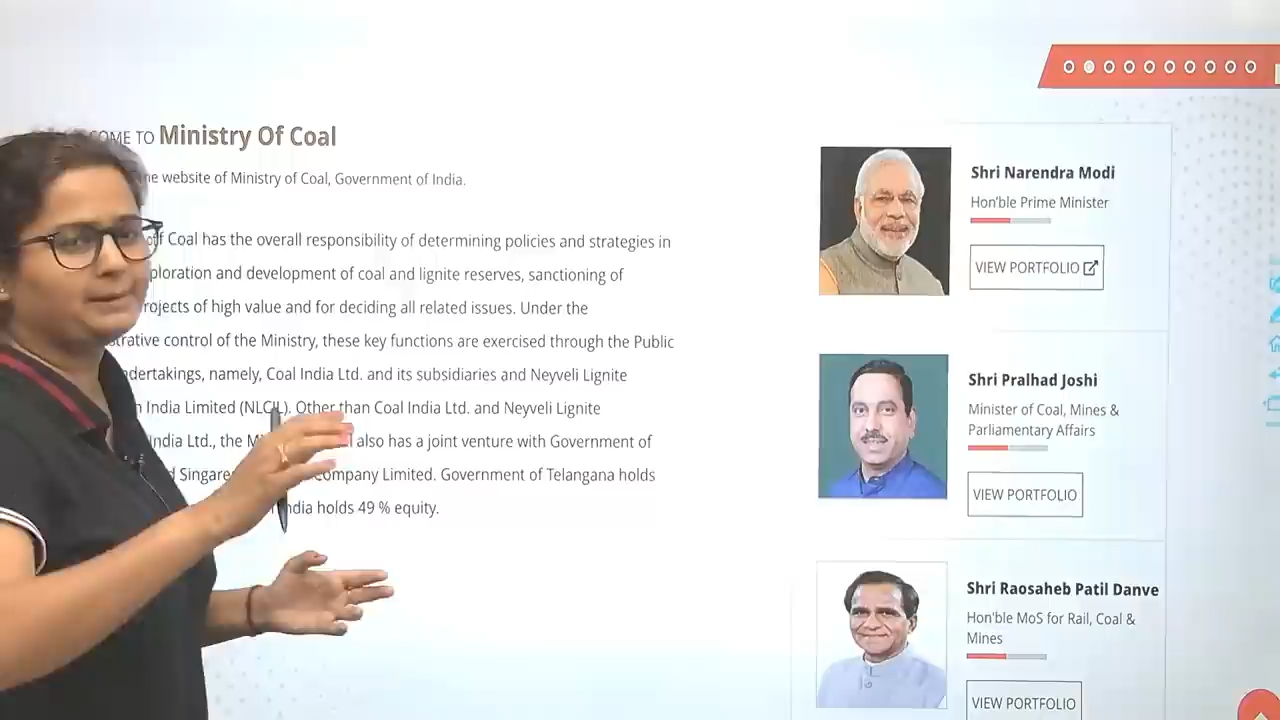 COME TO Ministry Of Coal
website of Ministry of Coal, Government of India.
of Coal has the overall responsibility of determining policies and strategies in
ploration and development of coal and lignite reserves, sanctioning of
rojects of high value and for deciding all related issues. Under the
trative control of the Ministry, these key functions are exercised through the Public
dertakings, namely, Coal India Ltd. and its subsidiaries and Neyveli Lignite
India Limited (NLCIL). Other than Coal India Ltd. and Neyveli Lignite
India Ltd., the also has a joint venture with Government of
Singare Company Limited. Government of Telangana holds
ndia holds 49 % equity.
Shri Narendra Modi
Hon'ble Prime Minister
VIEW PORTFOLIO
Shri Pralhad Joshi
Minister of Coal, Mines &
Parliamentary Affairs
VIEW PORTFOLIO
Shri Raosaheb Patil Danve
Hon'ble MoS for Rail, Coal &
Mines
VIEW PORTFOLIO